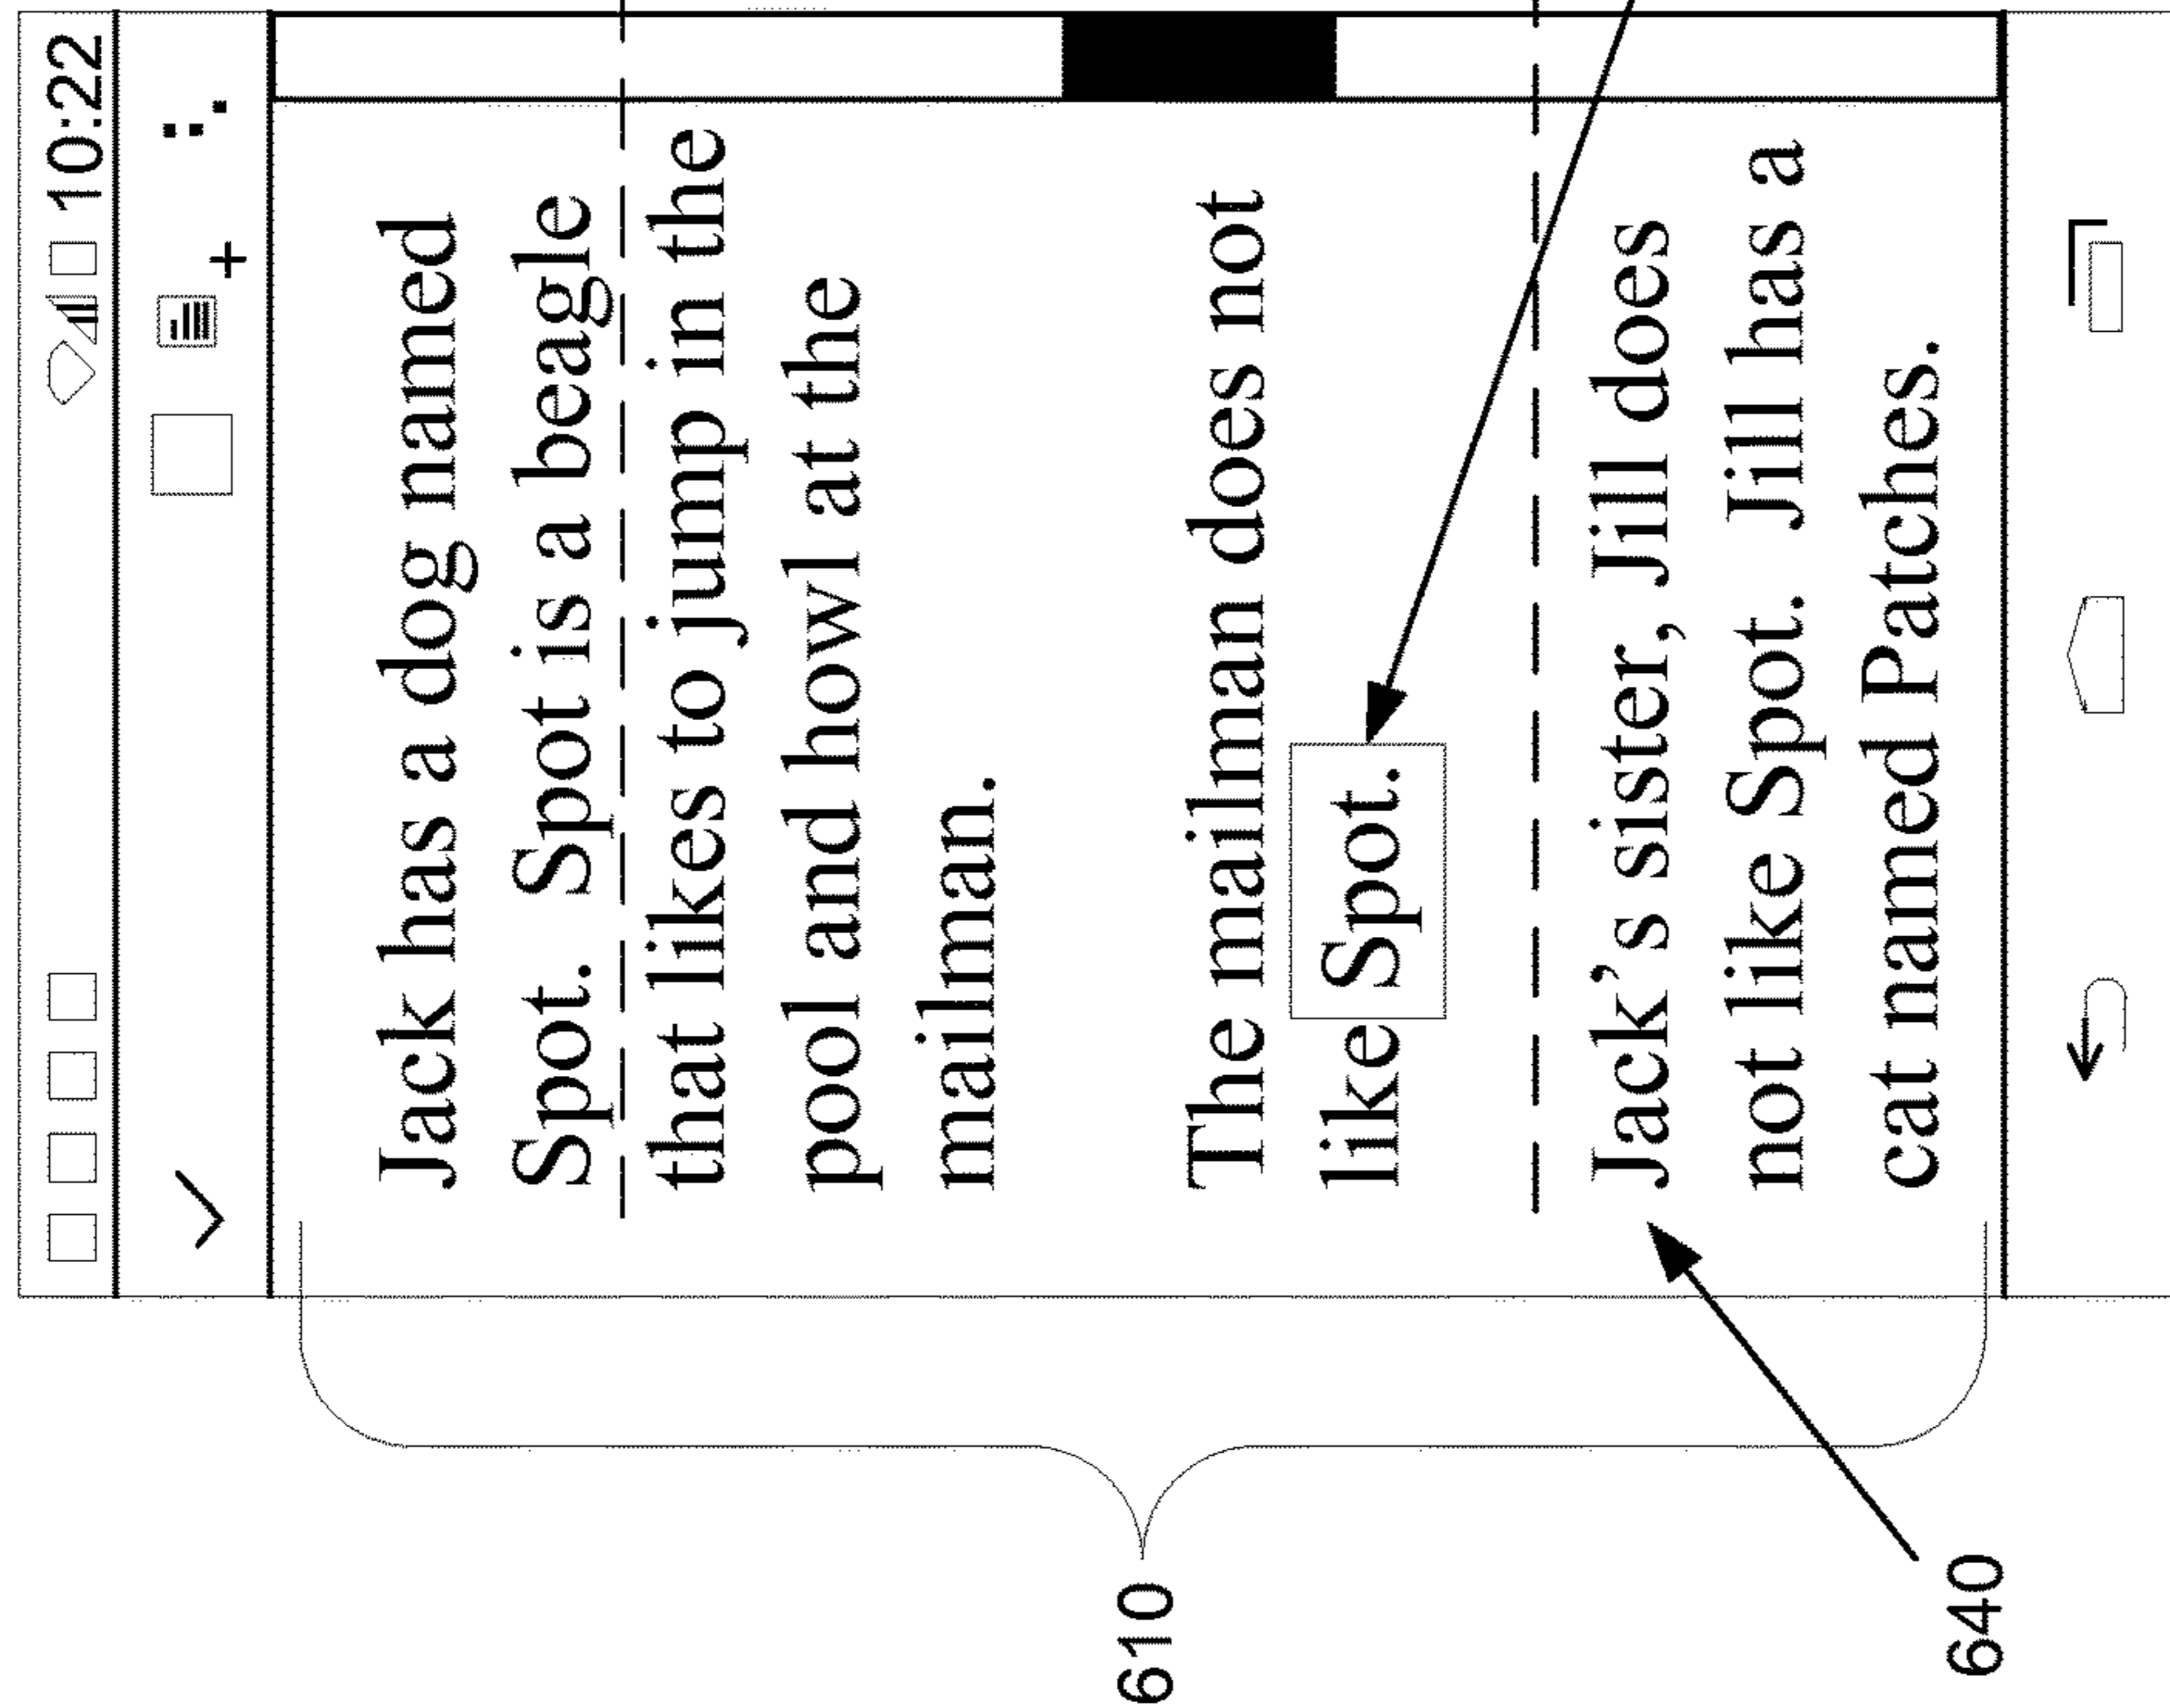 10:22
Jack has a dog named
Spot.  Spot is a beagle
that likes to jump in the
pool and howl at the
mailman.
The mailman does not
like Spot.
Jack’s sister, Jill does
not like Spot.  Jill has a
cat named Patches.
610
640